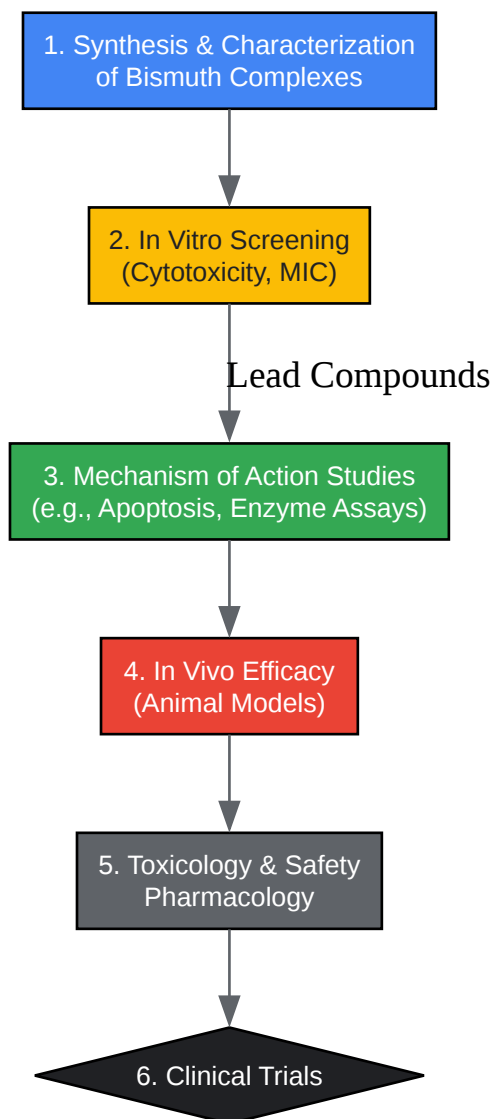 1. Synthesis & Characterization
of Bismuth Complexes
2. In Vitro Screening
(Cytotoxicity, MIC)
Lead Compounds
3. Mechanism of Action Studies
(e.g., Apoptosis, Enzyme Assays)
4. In Vivo Efficacy
(Animal Models)
5. Toxicology & Safety
Pharmacology
6. Clinical Trials